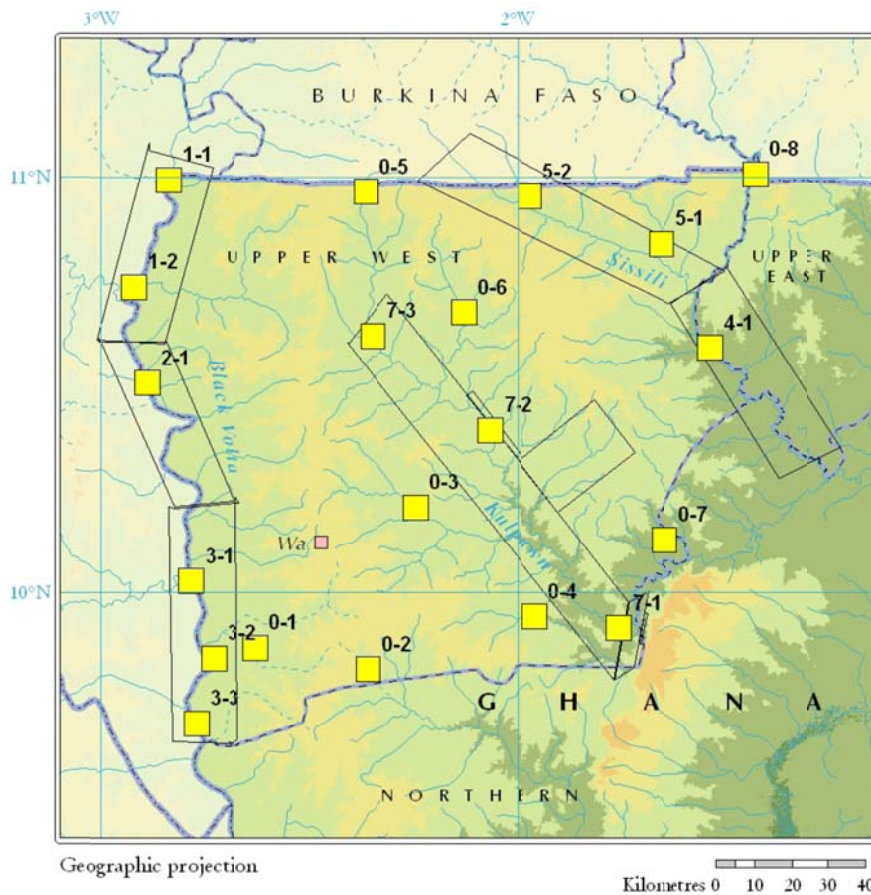 3°W
2°W
BURKINA FASO
11°N
1-1
0-5
5-2
0-8
5-1
UPPER WEST
Sissili
UPPER
EAST
1-2
0-6
7-3
4-1
2-1
Black Volta
7-2
0-3
Kulpawn
0-7
Wa
3-1
10°N
0-4
7-1
3-2
0-1
0-2
3-3
GHANA
NORTHERN
Geographic projection
Kilometres 0 10 20 30 40